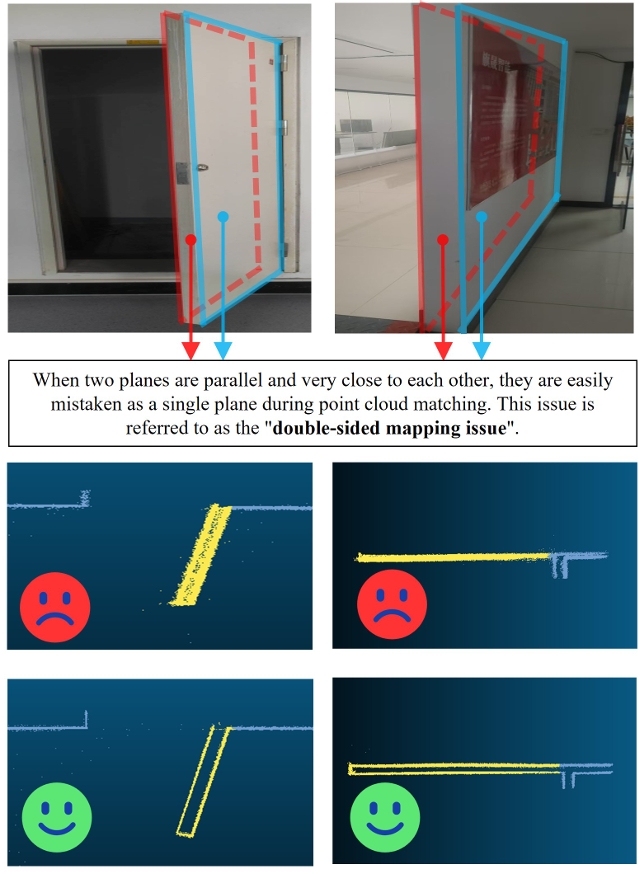 When two planes are parallel and very close to each other, they are easily
mistaken as a single plane during point cloud matching. This issue is
referred to as the "double-sided mapping issue".